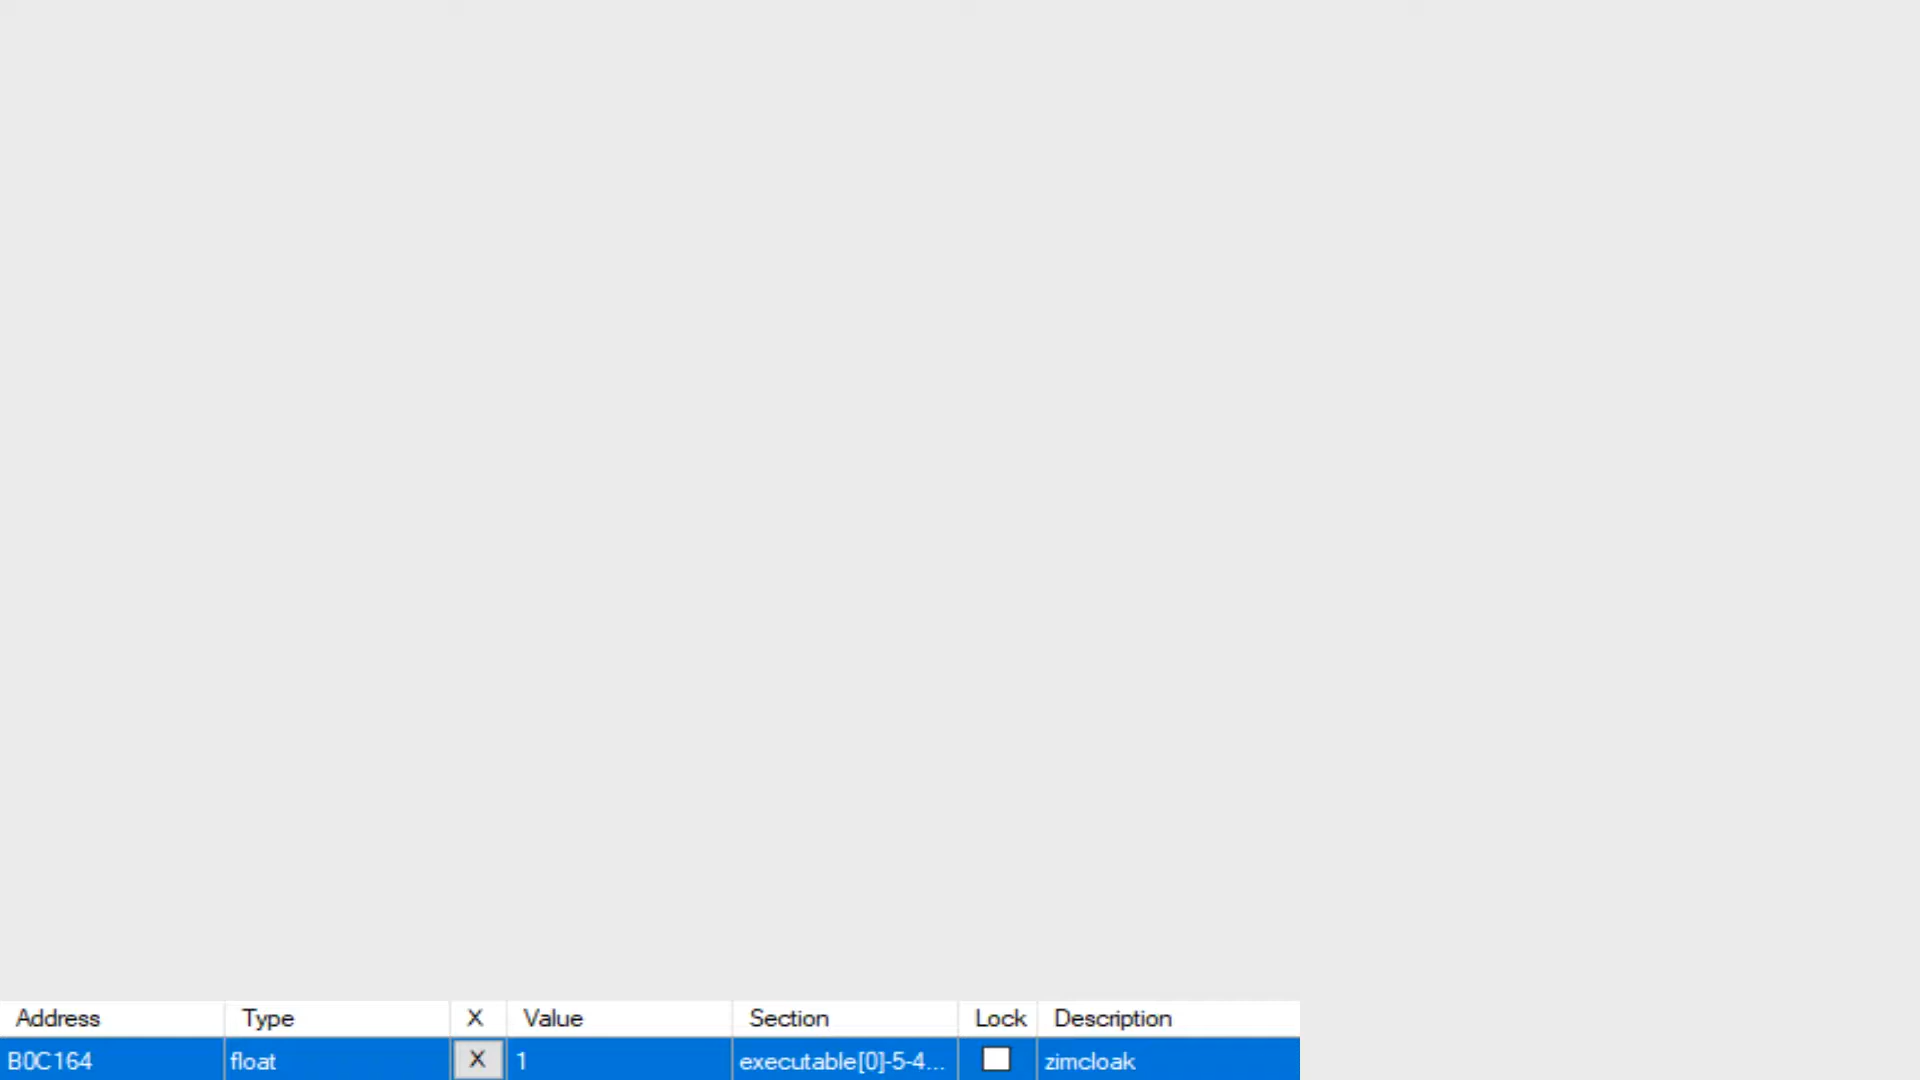 Address Type X Value Section Lock Description
B0C164 float X 1 executable[0]-5-4... zimcloak